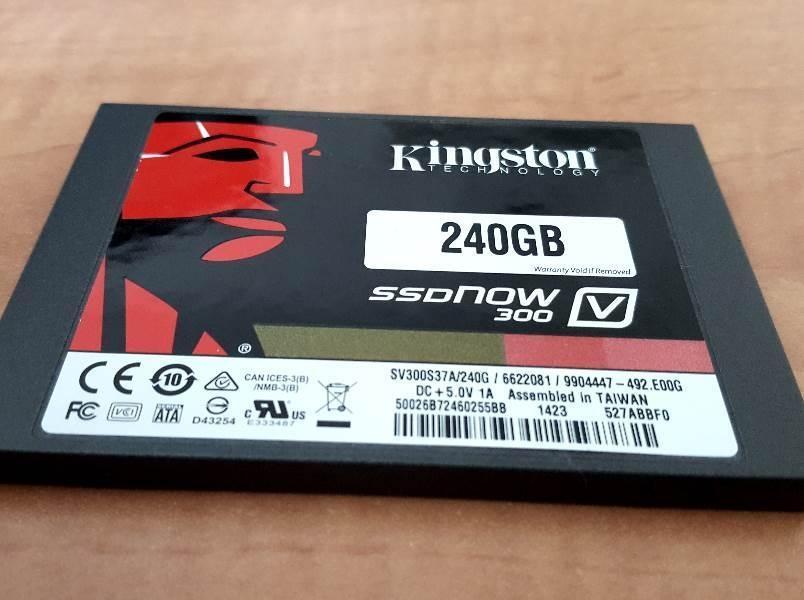 Kingston®
TECHNOLOGY
240GB
Warranty Void if Removed
SSDNOW V
300
®
CE 10 CAN ICES-3(B)
/NMB-3(B)
SV300S37A/240G / 6622081 / 9904447-492.E00G
DC+5.0V 1A Assembled in TAIWAN
FC VCI SERIAL ATA D43254 c RU US
E333487
50026B72460255BB 1423 527ABBF0